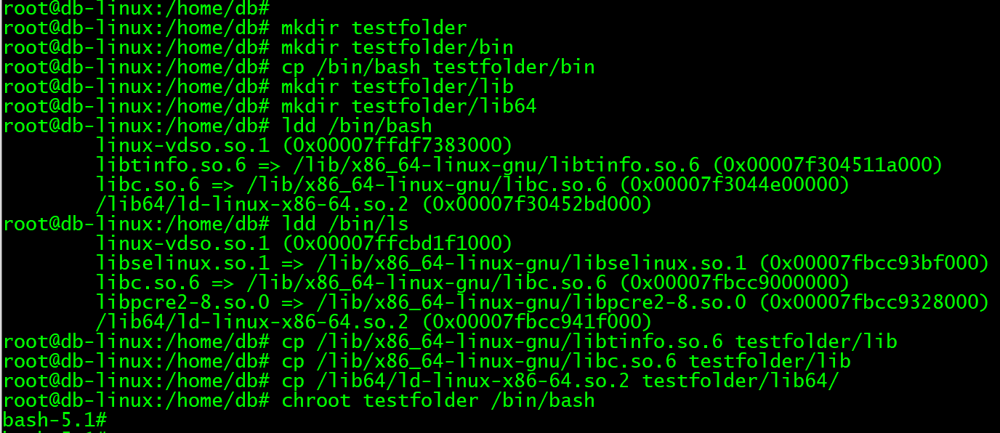 root@db-linux:/home/db#
root@db-linux:/home/db# mkdir testfolder
root@db-linux:/home/db# mkdir testfolder/bin
root@db-linux:/home/db# cp /bin/bash testfolder/bin
root@db-linux:/home/db# mkdir testfolder/lib
root@db-linux:/home/db# mkdir testfolder/lib64
root@db-linux:/home/db# ldd /bin/bash
        linux-vdso.so.1 (0x00007ffdf7383000)
        libtinfo.so.6 => /lib/x86_64-linux-gnu/libtinfo.so.6 (0x00007f304511a000)
        libc.so.6 => /lib/x86_64-linux-gnu/libc.so.6 (0x00007f3044e00000)
        /lib64/ld-linux-x86-64.so.2 (0x00007f30452bd000)
root@db-linux:/home/db# ldd /bin/ls
        linux-vdso.so.1 (0x00007ffcbd1f1000)
        libselinux.so.1 => /lib/x86_64-linux-gnu/libselinux.so.1 (0x00007fbcc93bf000)
        libc.so.6 => /lib/x86_64-linux-gnu/libc.so.6 (0x00007fbcc9000000)
        libpcre2-8.so.0 => /lib/x86_64-linux-gnu/libpcre2-8.so.0 (0x00007fbcc9328000)
        /lib64/ld-linux-x86-64.so.2 (0x00007fbcc941f000)
root@db-linux:/home/db# cp /lib/x86_64-linux-gnu/libtinfo.so.6 testfolder/lib
root@db-linux:/home/db# cp /lib/x86_64-linux-gnu/libc.so.6 testfolder/lib
root@db-linux:/home/db# cp /lib64/ld-linux-x86-64.so.2 testfolder/lib64/
root@db-linux:/home/db# chroot testfolder /bin/bash
bash-5.1#